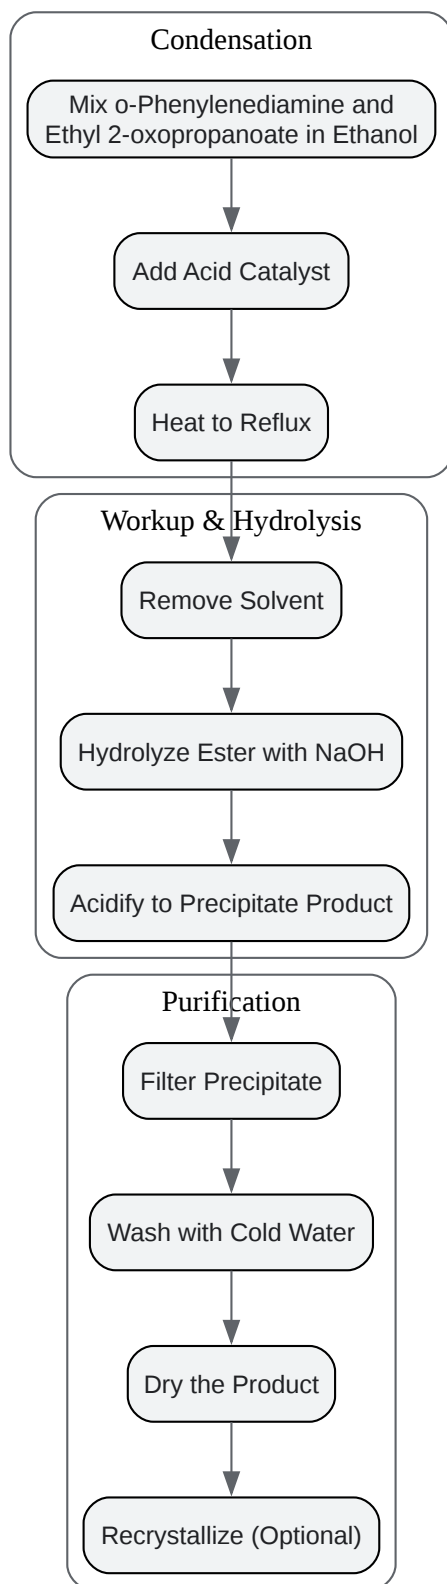 Condensation
Mix o-Phenylenediamine and
Ethyl 2-oxopropanoate in Ethanol
Add Acid Catalyst
Heat to Reflux
Workup & Hydrolysis
Remove Solvent
Hydrolyze Ester with NaOH
Acidify to Precipitate Product
Purification
Filter Precipitate
Wash with Cold Water
Dry the Product
Recrystallize (Optional)